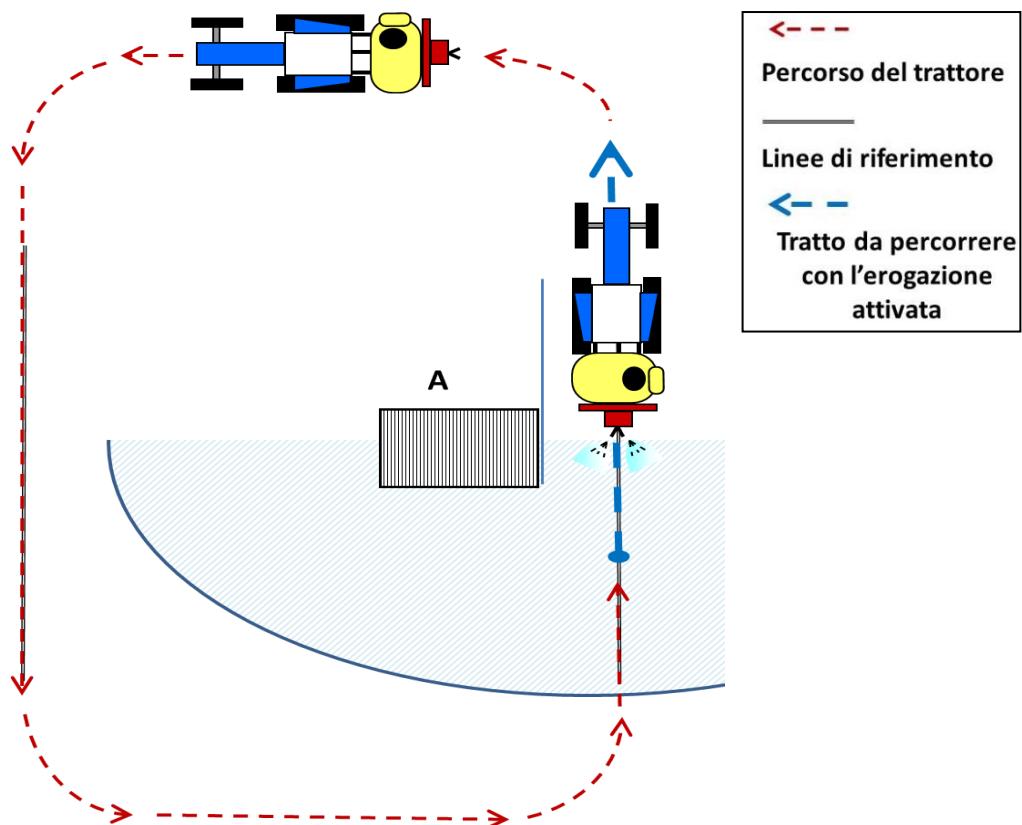 Percorso del trattore
Linee di riferimento
Tratto da percorrere
con l'erogazione
attivata
A